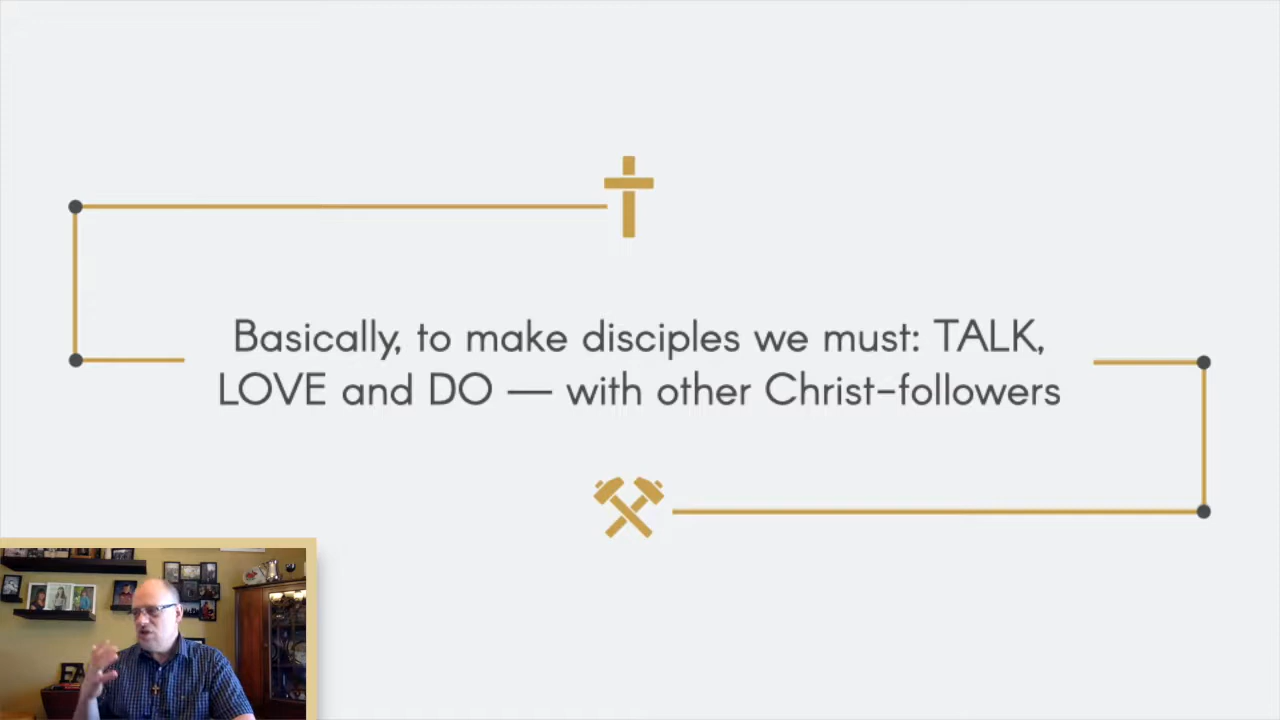 Basically, to make disciples we must: TALK,
LOVE and DO — with other Christ-followers